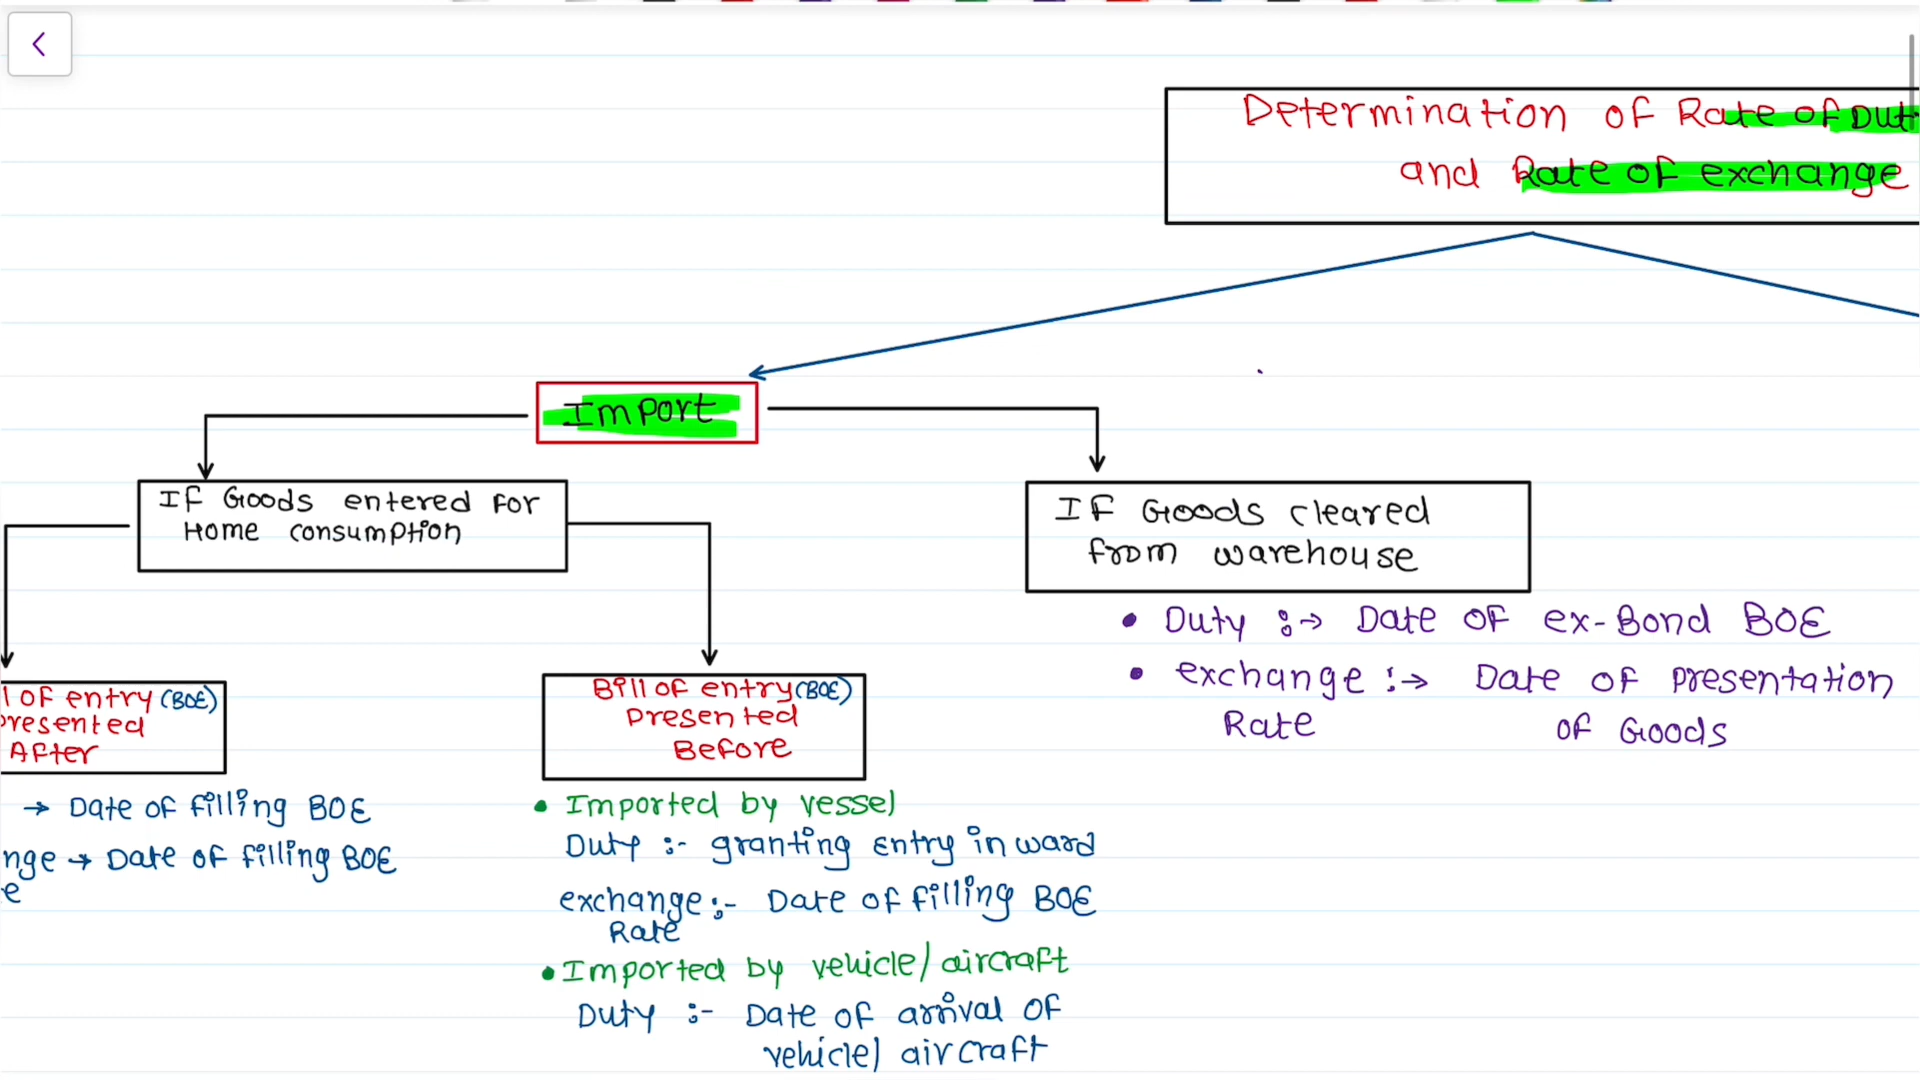 Determination of Rate of Dut
and Rate of exchange
Import
If Goods entered for
Home consumption
If Goods cleared
from warehouse
• Duty :→ Date of ex-Bond BOE
• exchange :→ Date of presentation
Rate of Goods
l of entry (BOE)
presented
After
→ Date of filling BOE
nge → Date of filling BOE
e
Bill of entry (BOE)
Presented
Before
• Imported by vessel
Duty :- granting entry inward
exchange :- Date of filling BOE
Rate
• Imported by vehicle/aircraft
Duty :- Date of arrival of
vehicle/aircraft